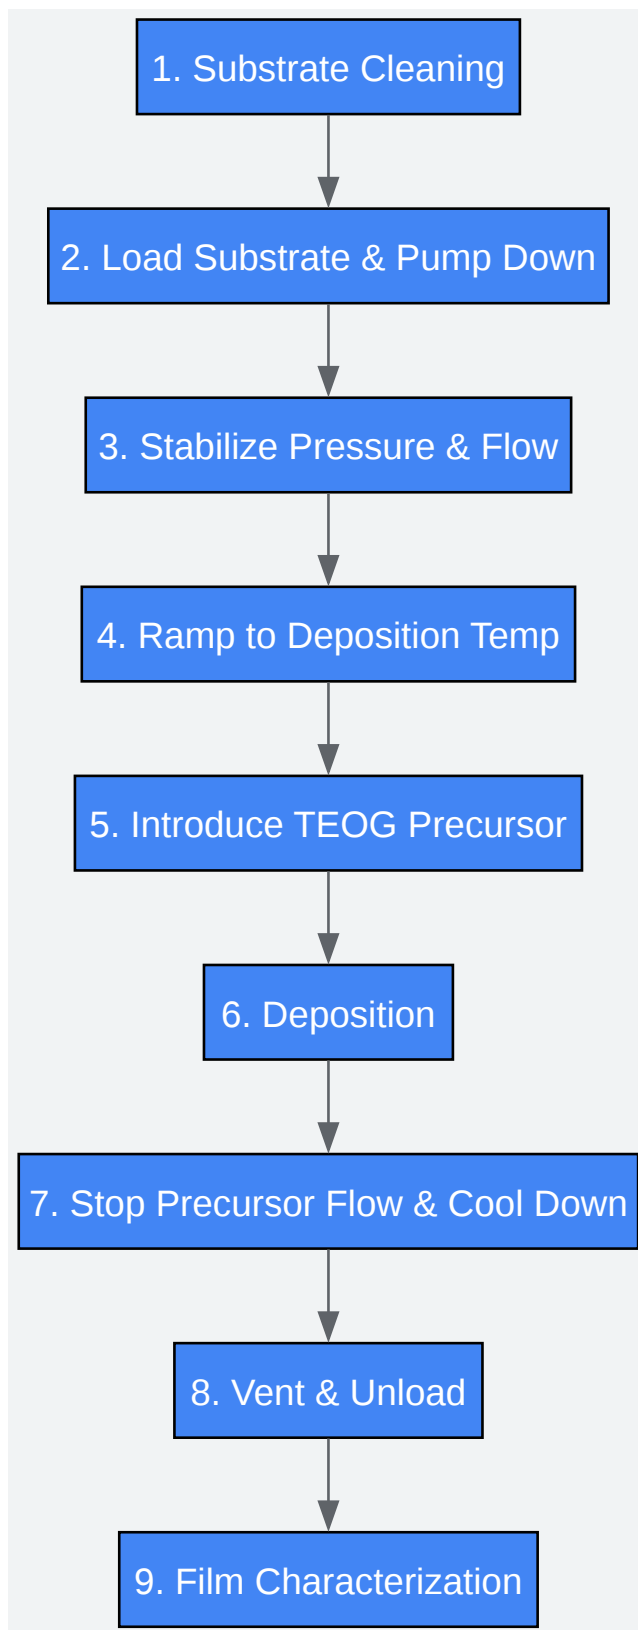 1. Substrate Cleaning
2. Load Substrate & Pump Down
3. Stabilize Pressure & Flow
4. Ramp to Deposition Temp
5. Introduce TEOG Precursor
6. Deposition
7. Stop Precursor Flow & Cool Down
8. Vent & Unload
9. Film Characterization